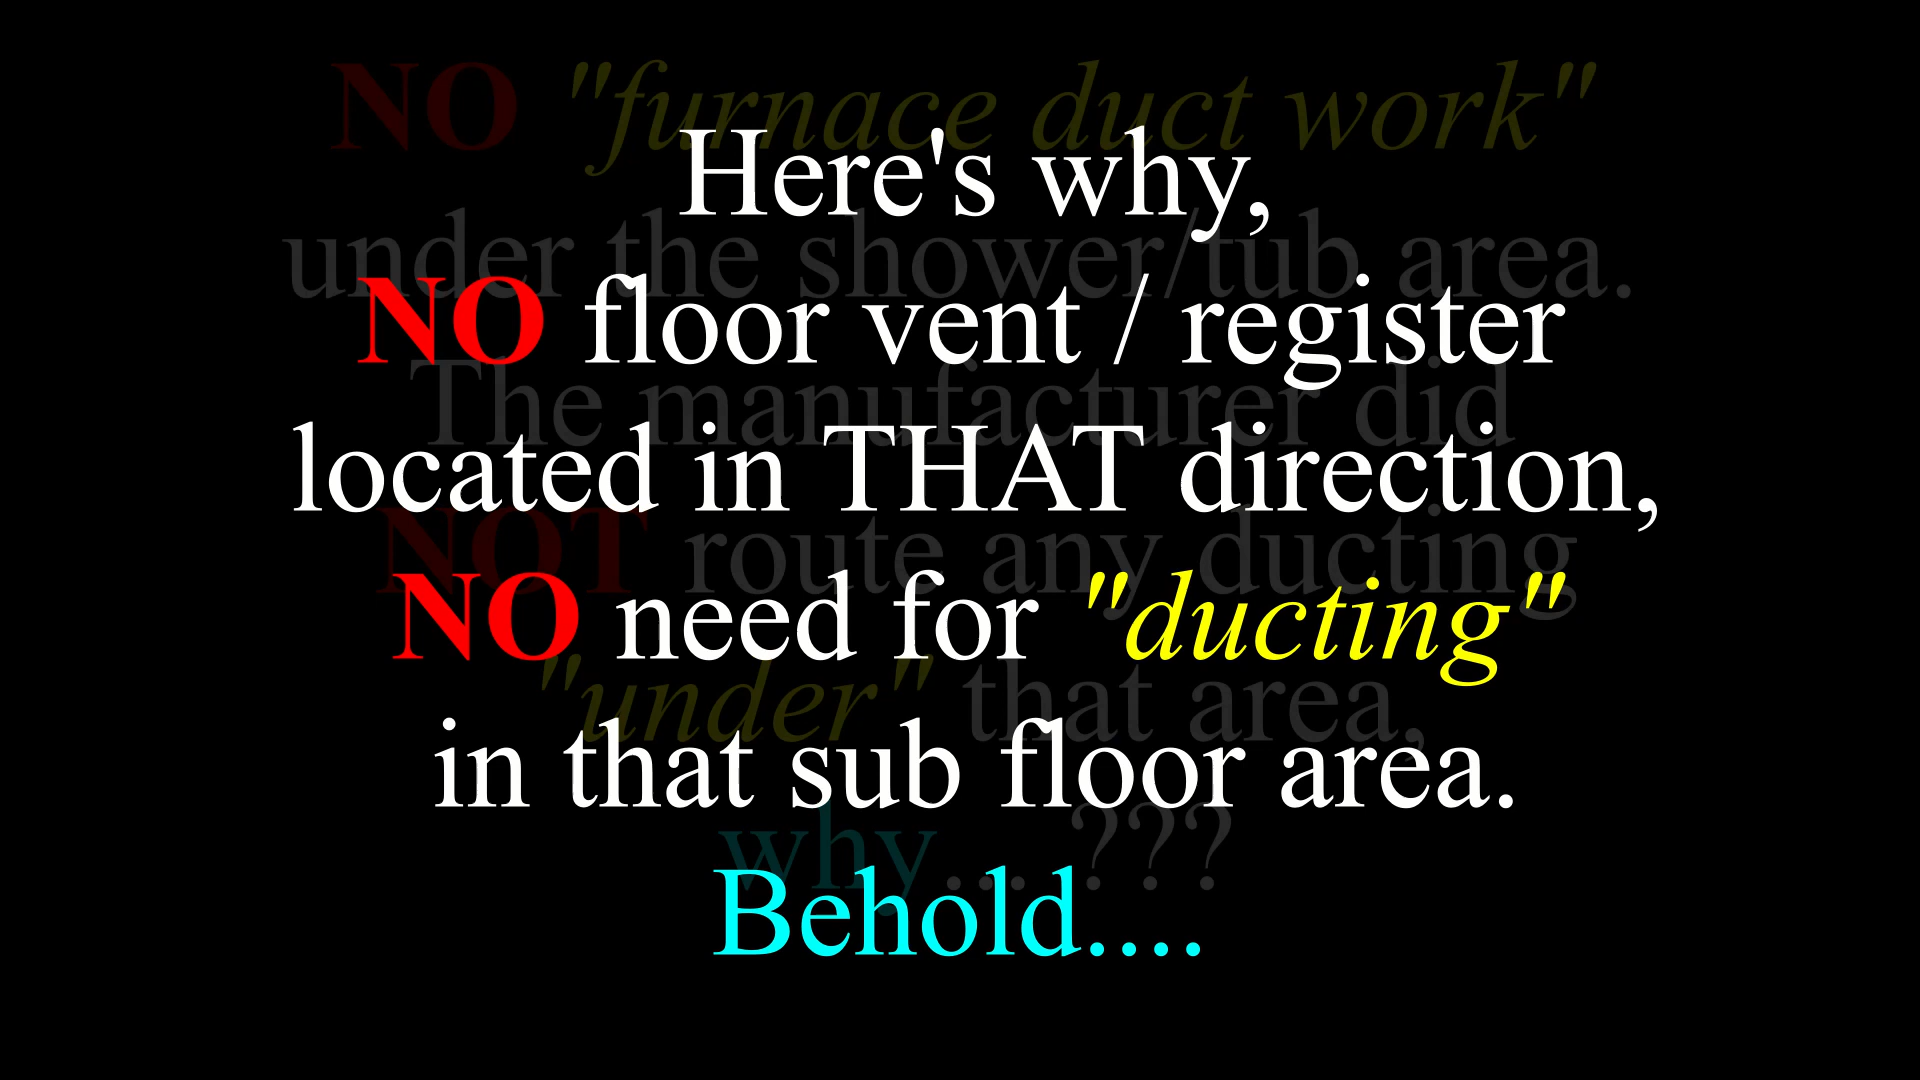 Here's why,
NO floor vent / register
located in THAT direction,
NO need for "ducting"
in that sub floor area.
Behold....
NO "furnace duct work"
under the shower/tub area.
The manufacturer did
NOT route any ducting
"under" that area,
why... ???